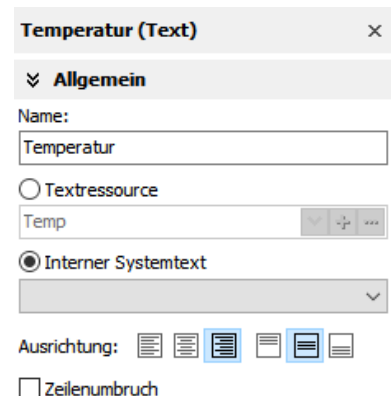 Temperatur (Text)
Allgemein
Name:
Temperatur
Textressource
Temp
Interner Systemtext
Ausrichtung:
Zeilenumbruch